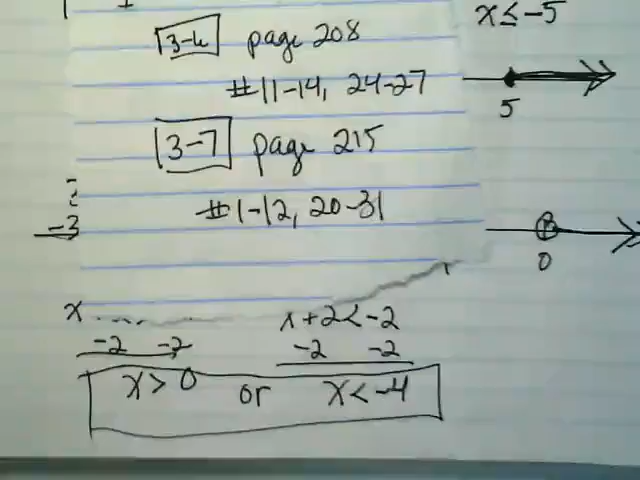 3-6 page 208
#11-14, 24-27
3-7 page 215
#1-12, 20-31
x ≤ -5
5
0
-3
x
-2 -2
x > 0 or x < -4
x+2 < -2
-2 -2